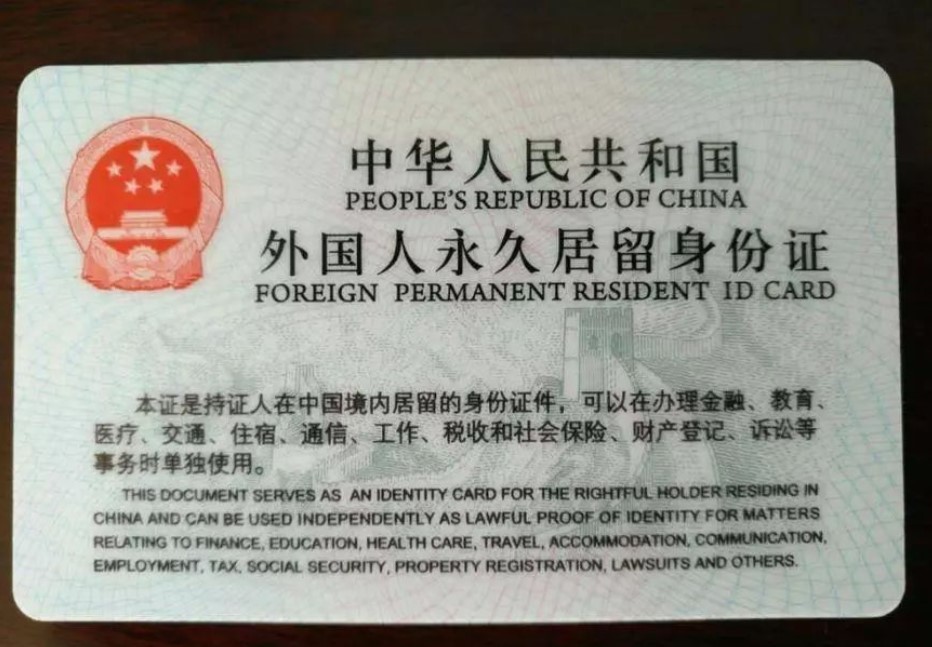 中华人民共和国
PEOPLE'S REPUBLIC OF CHINA
外国人永久居留身份证
FOREIGN PERMANENT RESIDENT ID CARD
本证是持证人在中国境内居留的身份证件，可以在办理金融、教育、
医疗、交通、住宿、通信、工作、税收和社会保险、财产登记、诉讼等
事务时单独使用。
THIS DOCUMENT SERVES AS AN IDENTITY CARD FOR THE RIGHTFUL HOLDER RESIDING IN
CHINA AND CAN BE USED INDEPENDENTLY AS LAWFUL PROOF OF IDENTITY FOR MATTERS
RELATING TO FINANCE, EDUCATION, HEALTH CARE, TRAVEL, ACCOMMODATION, COMMUNICATION,
EMPLOYMENT, TAX, SOCIAL SECURITY, PROPERTY REGISTRATION, LAWSUITS AND OTHERS.